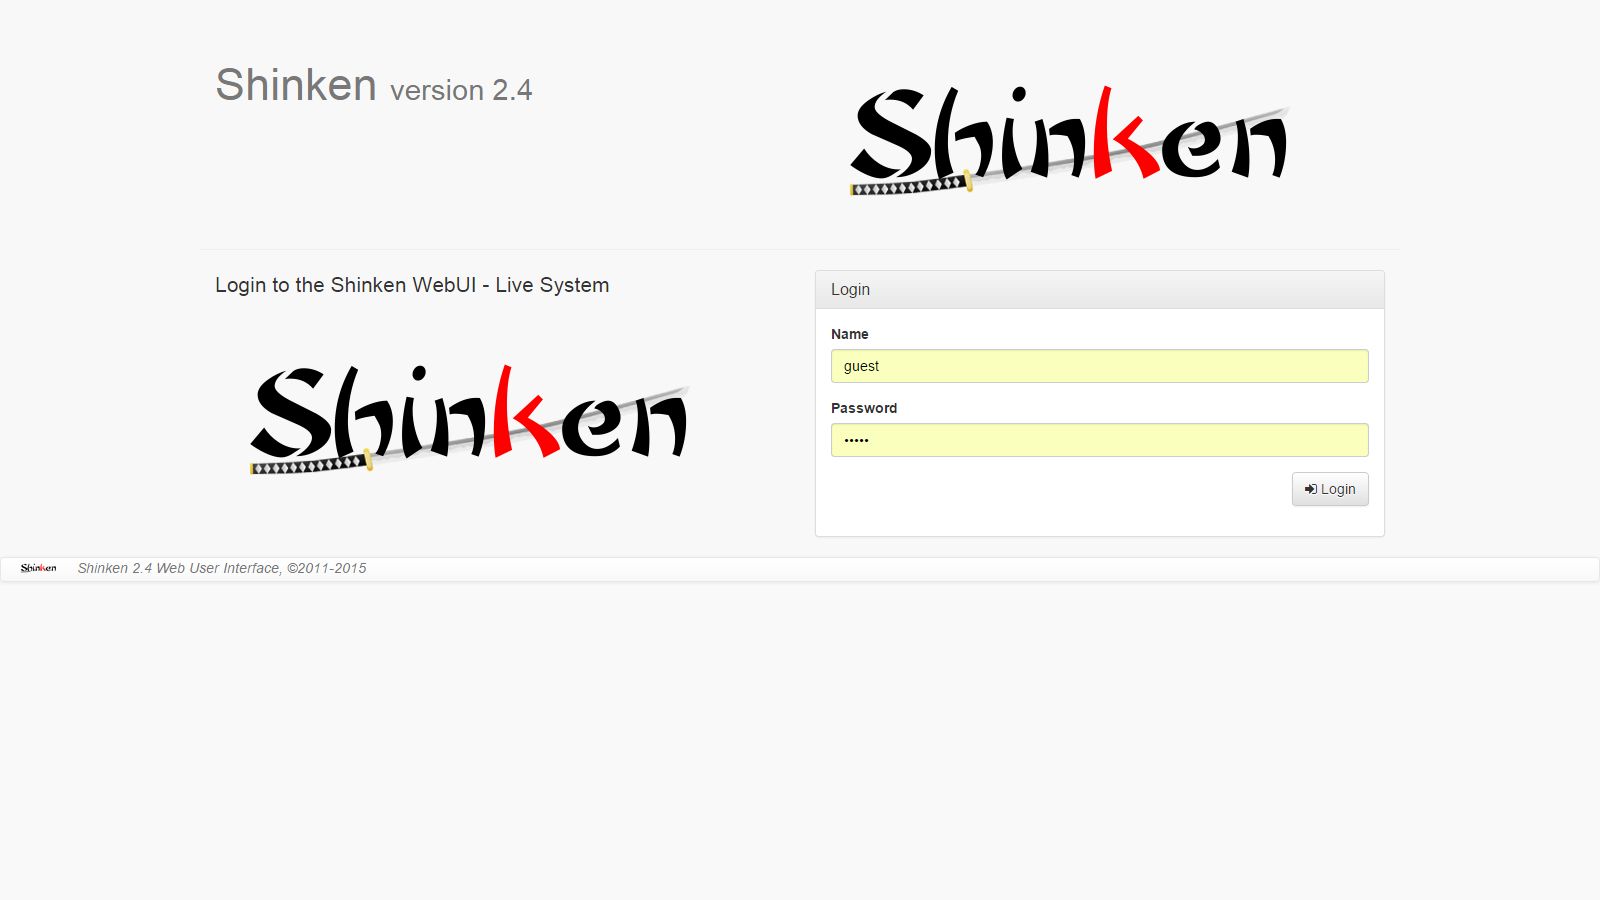 Shinken version 2.4
Shinken
Login to the Shinken WebUI - Live System
Shinken
Login
Name
guest
Password
•••••
Login
Shinken Shinken 2.4 Web User Interface, ©2011-2015